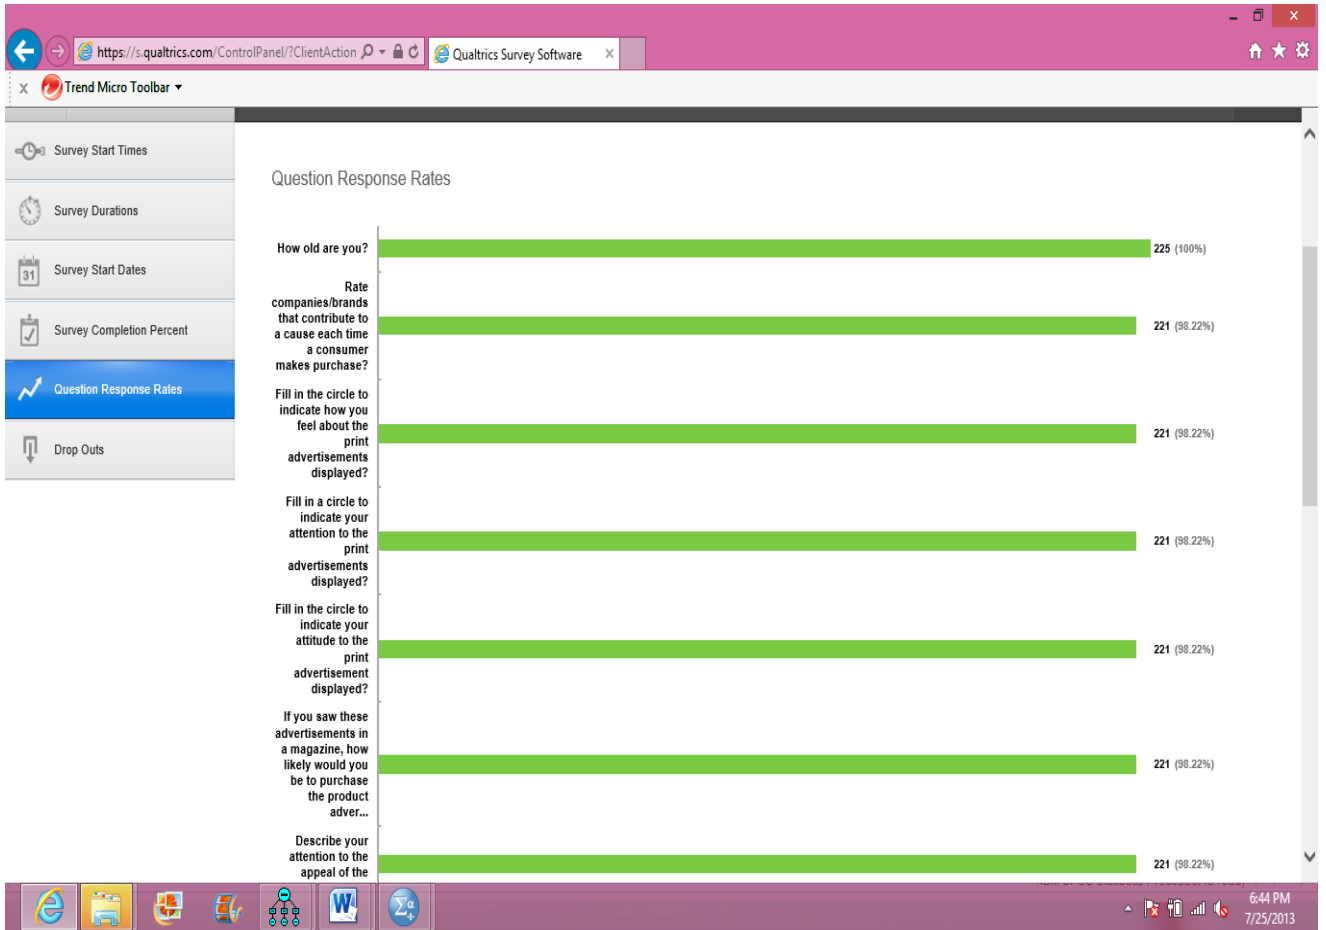 https://s.qualtrics.com/ControlPanel/?ClientAction
Qualtrics Survey Software
x
Trend Micro Toolbar
Survey Start Times
Survey Durations
31
Survey Start Dates
Survey Completion Percent
Question Response Rates
Drop Outs
Question Response Rates
How old are you?
225 (100%)
Rate
companies/brands
that contribute to
a cause each time
a consumer
makes purchase?
221 (98.22%)
Fill in the circle to
indicate how you
feel about the
print
advertisements
displayed?
221 (98.22%)
Fill in a circle to
indicate your
attention to the
print
advertisements
displayed?
221 (98.22%)
Fill in the circle to
indicate your
attitude to the
print
advertisement
displayed?
221 (98.22%)
If you saw these
advertisements in
a magazine, how
likely would you
be to purchase
the product
adver...
221 (98.22%)
Describe your
attention to the
appeal of the
221 (98.22%)
W
Σα
6:44 PM
7/25/2013